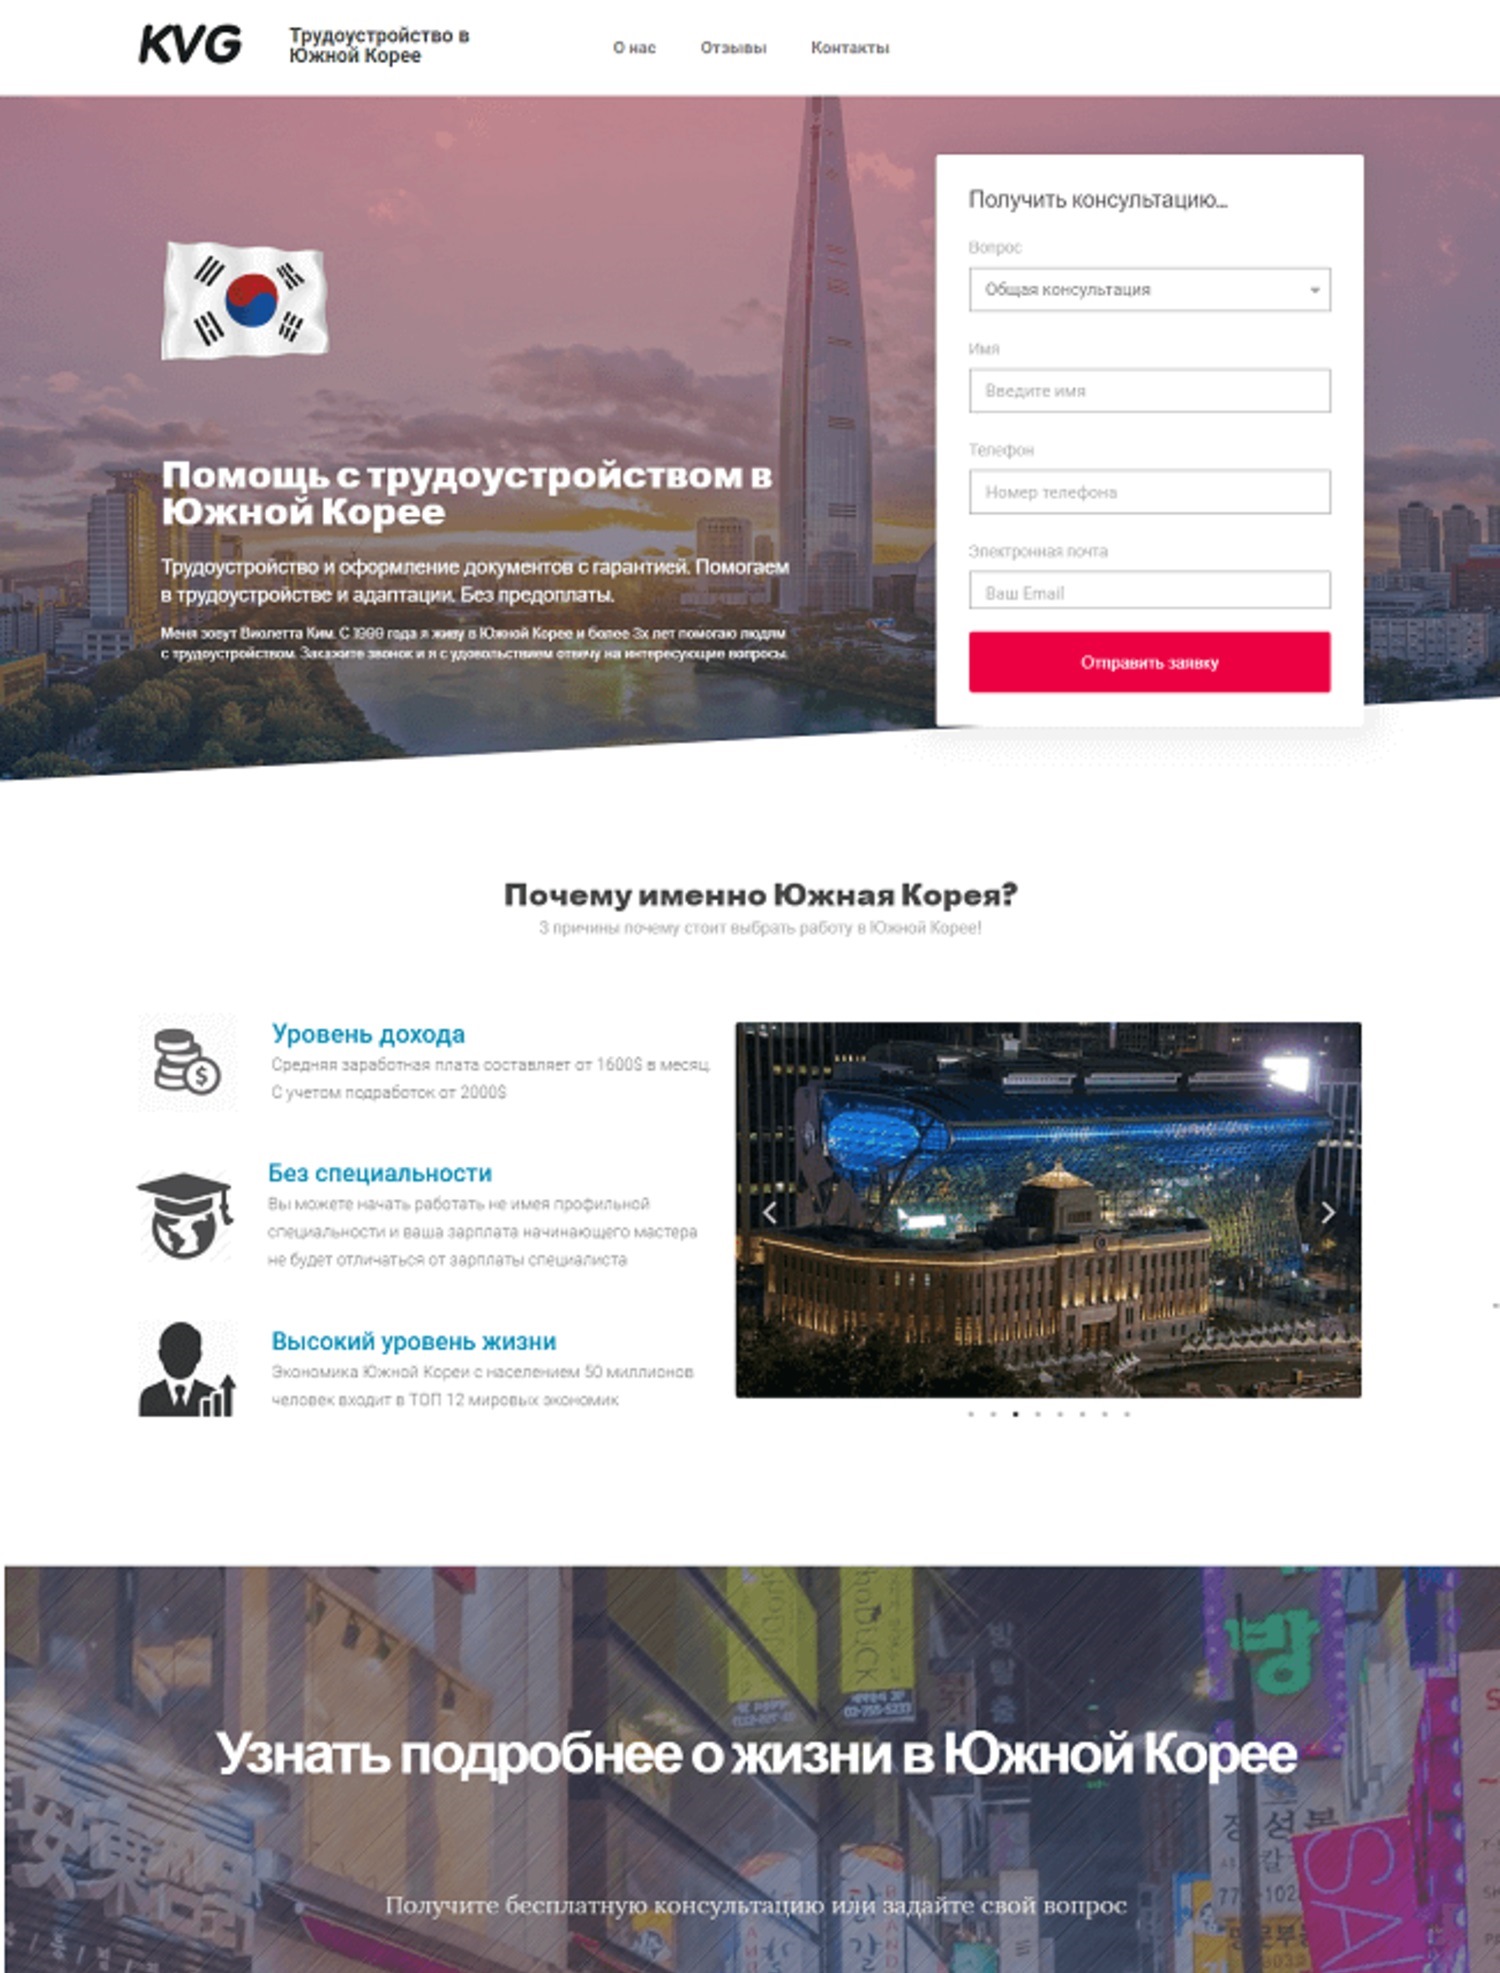 KVG
Трудоустройство в
Южной Корее
О нас
Отзывы
Контакты
Помощь с трудоустройством в
Южной Корее
Трудоустройство и оформление документов с гарантией. Помогаем
в трудоустройстве и адаптации. Без предоплаты.
Меня зовут Виолетта Ким. С 1999 года я живу в Южной Корее и более 3х лет помогаю людям
с трудоустройством. Закажите звонок и я с удовольствием отвечу на интересующие вопросы.
Получить консультацию...
Вопрос
Общая консультация
Имя
Введите имя
Телефон
Номер телефона
Электронная почта
Ваш Email
Отправить заявку
Почему именно Южная Корея?
3 причины почему стоит выбрать работу в Южной Корее!
Уровень дохода
Средняя заработная плата составляет от 1600$ в месяц.
С учетом подработок от 2000$
Без специальности
Вы можете начать работать не имея профильной
специальности и ваша зарплата начинающего мастера
не будет отличаться от зарплаты специалиста
Высокий уровень жизни
Экономика Южной Кореи с населением 50 миллионов
человек входит в ТОП 12 мировых экономик
02-755-5233
방
Узнать подробнее о жизни в Южной Корее
Получите бесплатную консультацию или задайте свой вопрос